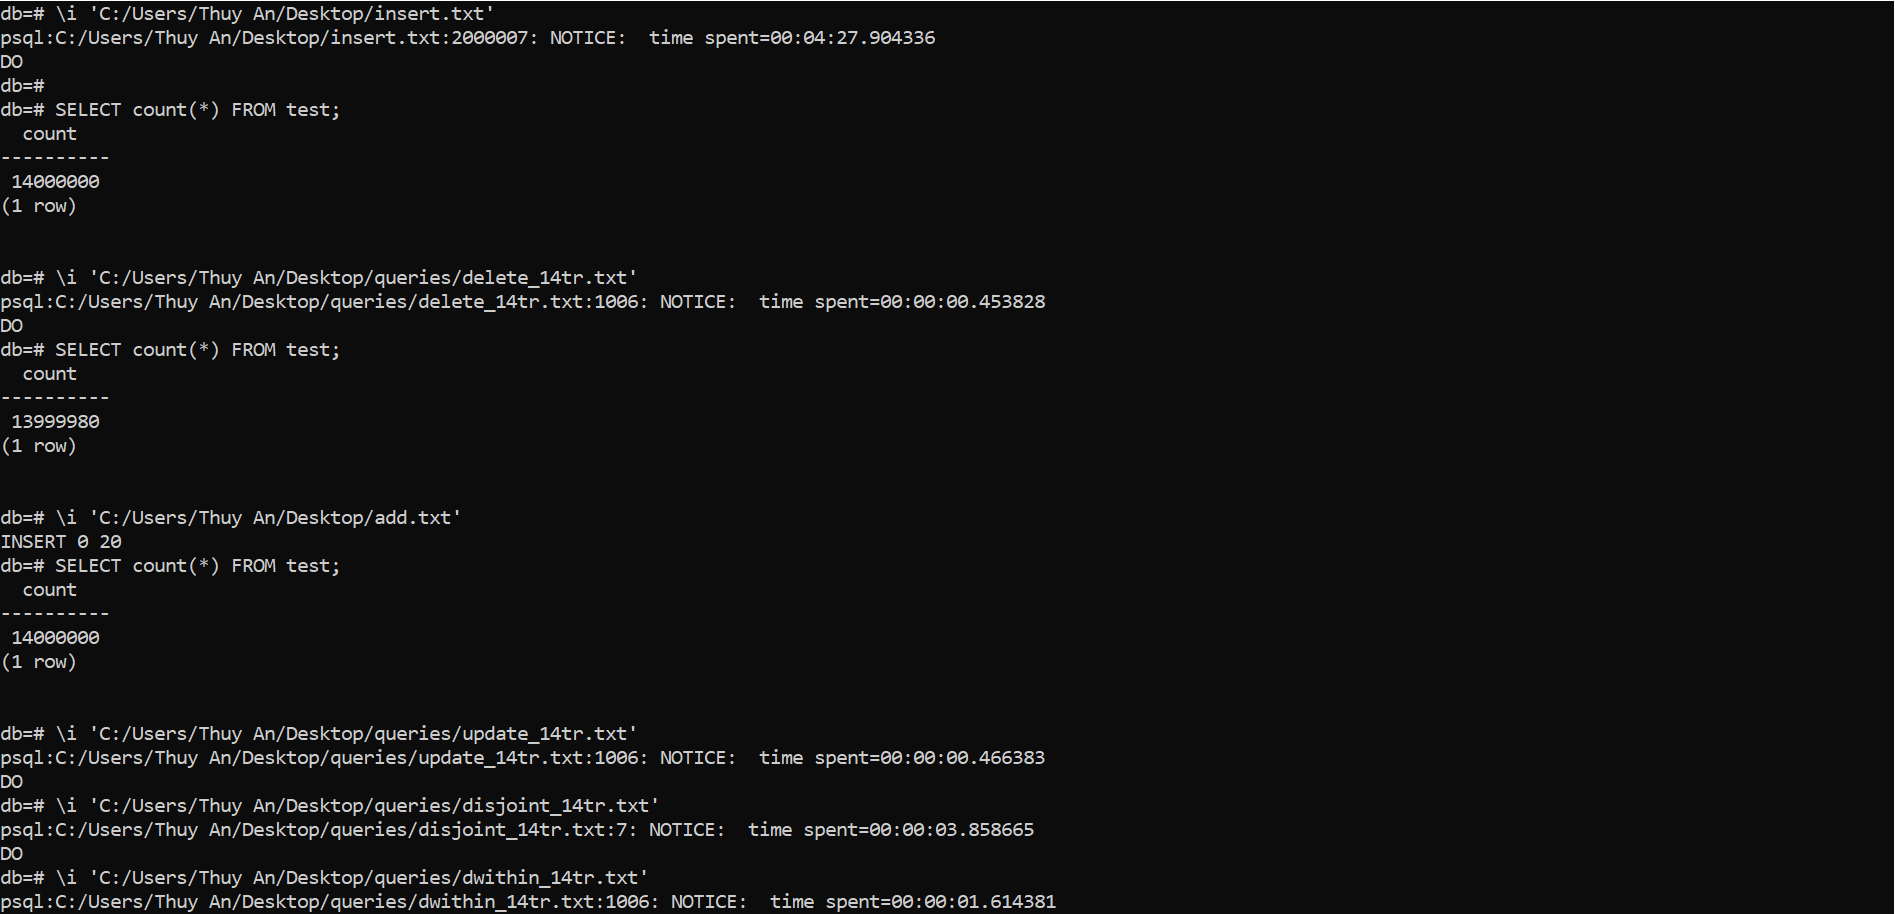 db=# \i 'C:/Users/Thuy An/Desktop/insert.txt'
psql:C:/Users/Thuy An/Desktop/insert.txt:2000007: NOTICE:  time spent=00:04:27.904336
DO
db=#
db=# SELECT count(*) FROM test;
  count
----------
 14000000
(1 row)


db=# \i 'C:/Users/Thuy An/Desktop/queries/delete_14tr.txt'
psql:C:/Users/Thuy An/Desktop/queries/delete_14tr.txt:1006: NOTICE:  time spent=00:00:00.453828
DO
db=# SELECT count(*) FROM test;
  count
----------
 13999980
(1 row)


db=# \i 'C:/Users/Thuy An/Desktop/add.txt'
INSERT 0 20
db=# SELECT count(*) FROM test;
  count
----------
 14000000
(1 row)


db=# \i 'C:/Users/Thuy An/Desktop/queries/update_14tr.txt'
psql:C:/Users/Thuy An/Desktop/queries/update_14tr.txt:1006: NOTICE:  time spent=00:00:00.466383
DO
db=# \i 'C:/Users/Thuy An/Desktop/queries/disjoint_14tr.txt'
psql:C:/Users/Thuy An/Desktop/queries/disjoint_14tr.txt:7: NOTICE:  time spent=00:00:03.858665
DO
db=# \i 'C:/Users/Thuy An/Desktop/queries/dwithin_14tr.txt'
psql:C:/Users/Thuy An/Desktop/queries/dwithin_14tr.txt:1006: NOTICE:  time spent=00:00:01.614381